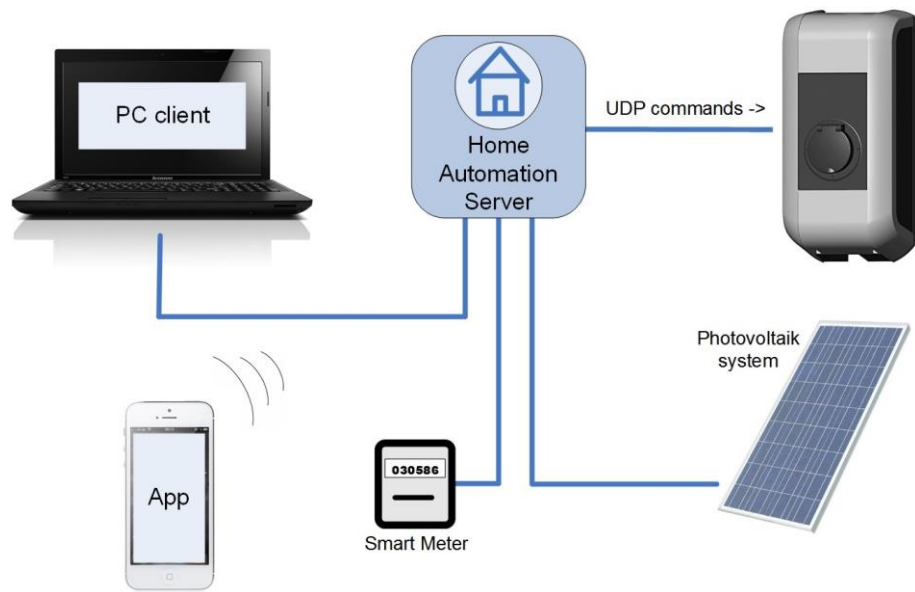 PC client
Home
Automation
Server
UDP commands ->
Photovoltaik
system
App
030586
Smart Meter